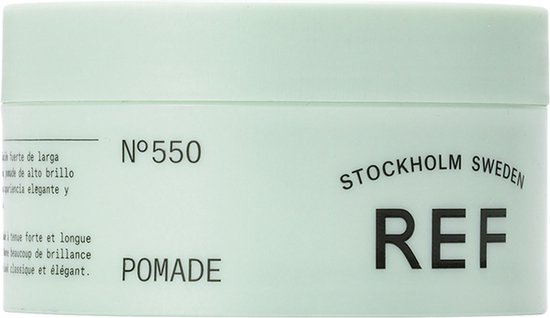 fuerte de larga
pomade de alto brillo
apariencia elegante y
à tenue forte et longue
beaucoup de brillance
classique et élégant.
Nº550
POMADE
STOCKHOLM SWEDEN
REF